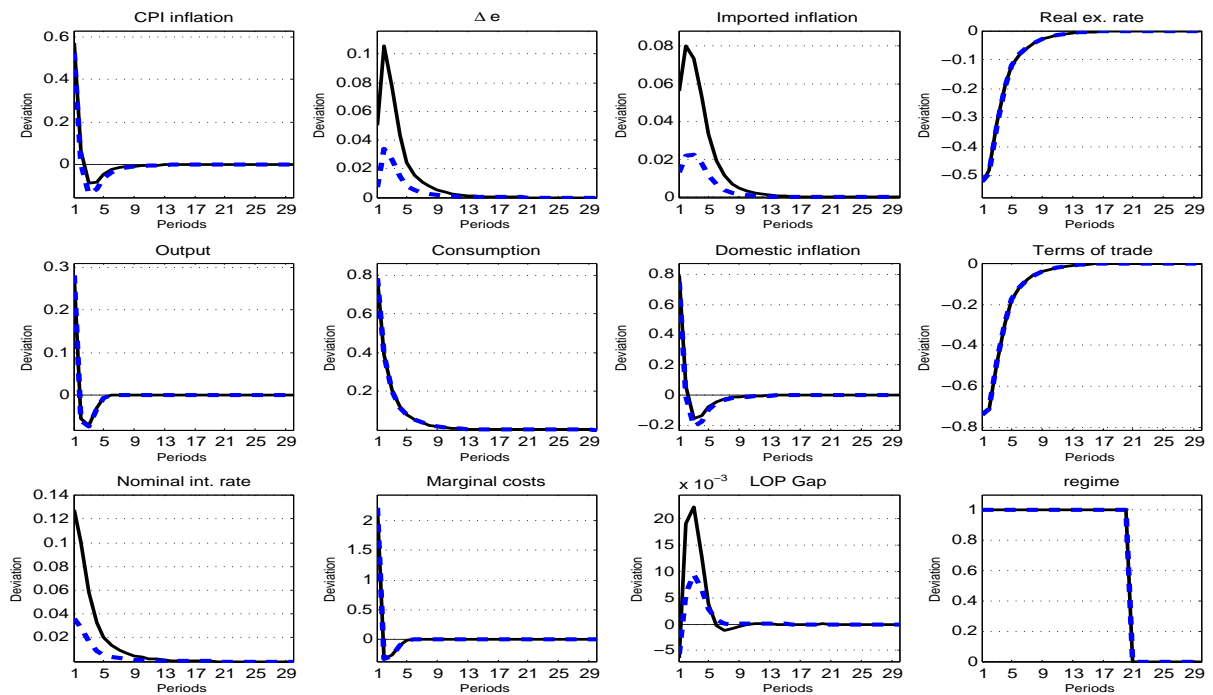 CPI inflation
0.6
0.4
0.2
0
Deviation
1 5 9 13 17 21 25 29
Periods
Δ e
0.1
0.08
0.06
0.04
0.02
0
Deviation
1 5 9 13 17 21 25 29
Periods
Imported inflation
0.08
0.06
0.04
0.02
0
Deviation
1 5 9 13 17 21 25 29
Periods
Real ex. rate
0
−0.1
−0.2
−0.3
−0.4
−0.5
Deviation
1 5 9 13 17 21 25 29
Periods
Output
0.3
0.2
0.1
0
Deviation
1 5 9 13 17 21 25 29
Periods
Consumption
0.8
0.6
0.4
0.2
Deviation
1 5 9 13 17 21 25 29
Periods
Domestic inflation
0.8
0.6
0.4
0.2
0
−0.2
Deviation
1 5 9 13 17 21 25 29
Periods
Terms of trade
0
−0.2
−0.4
−0.6
−0.8
Deviation
1 5 9 13 17 21 25 29
Periods
Nominal int. rate
0.14
0.12
0.1
0.08
0.06
0.04
0.02
Deviation
1 5 9 13 17 21 25 29
Periods
Marginal costs
2
1.5
1
0.5
0
Deviation
1 5 9 13 17 21 25 29
Periods
x 10⁻³
LOP Gap
20
15
10
5
0
−5
Deviation
1 5 9 13 17 21 25 29
Periods
regime
1
0.8
0.6
0.4
0.2
0
Deviation
1 5 9 13 17 21 25 29
Periods